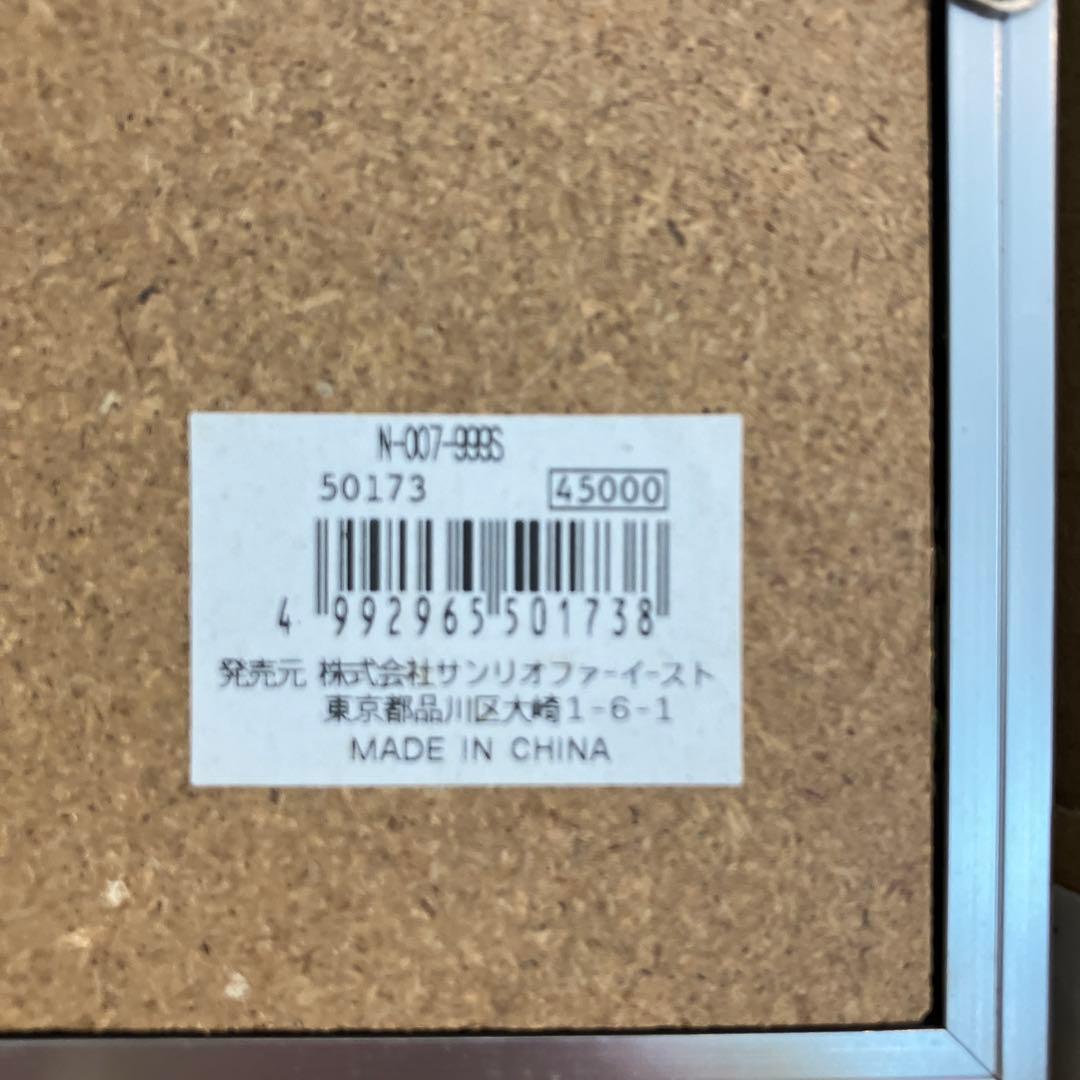 N-007-999S
50173 45000
4 992965 501738
発売元 株式会社サンリオファーイースト
東京都品川区大崎1-6-1
MADE IN CHINA